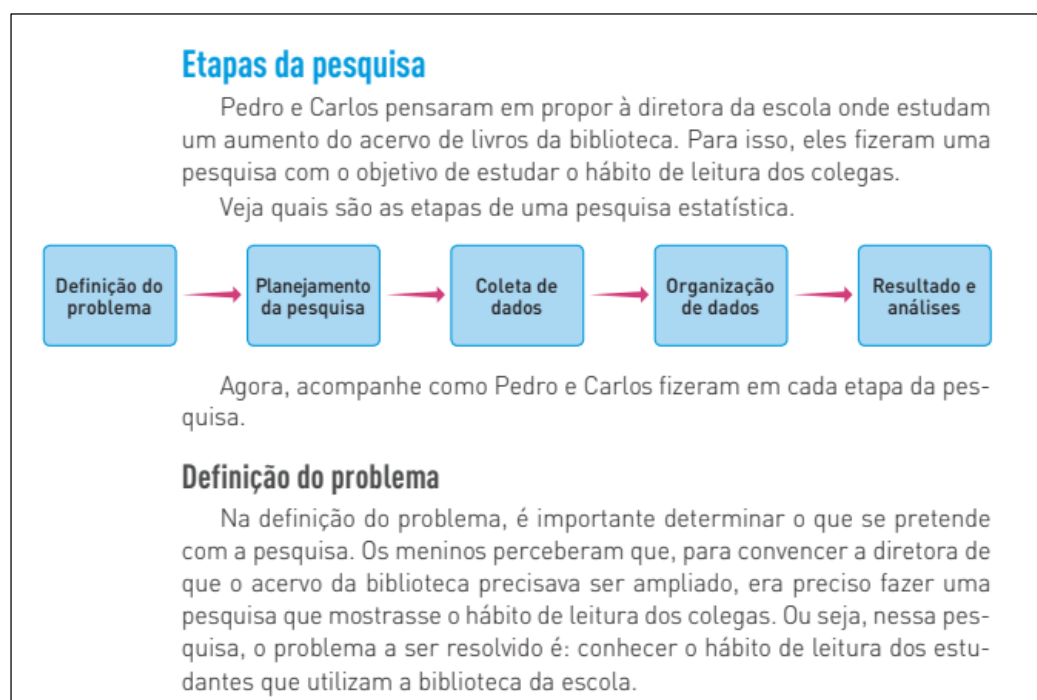 Etapas da pesquisa
Pedro e Carlos pensaram em propor à diretora da escola onde estudam
um aumento do acervo de livros da biblioteca. Para isso, eles fizeram uma
pesquisa com o objetivo de estudar o hábito de leitura dos colegas.
Veja quais são as etapas de uma pesquisa estatística.
Definição do
problema
Planejamento
da pesquisa
Coleta de
dados
Organização
de dados
Resultado e
análises
Agora, acompanhe como Pedro e Carlos fizeram em cada etapa da pes-
quisa.
Definição do problema
Na definição do problema, é importante determinar o que se pretende
com a pesquisa. Os meninos perceberam que, para convencer a diretora de
que o acervo da biblioteca precisava ser ampliado, era preciso fazer uma
pesquisa que mostrasse o hábito de leitura dos colegas. Ou seja, nessa pes-
quisa, o problema a ser resolvido é: conhecer o hábito de leitura dos estu-
dantes que utilizam a biblioteca da escola.